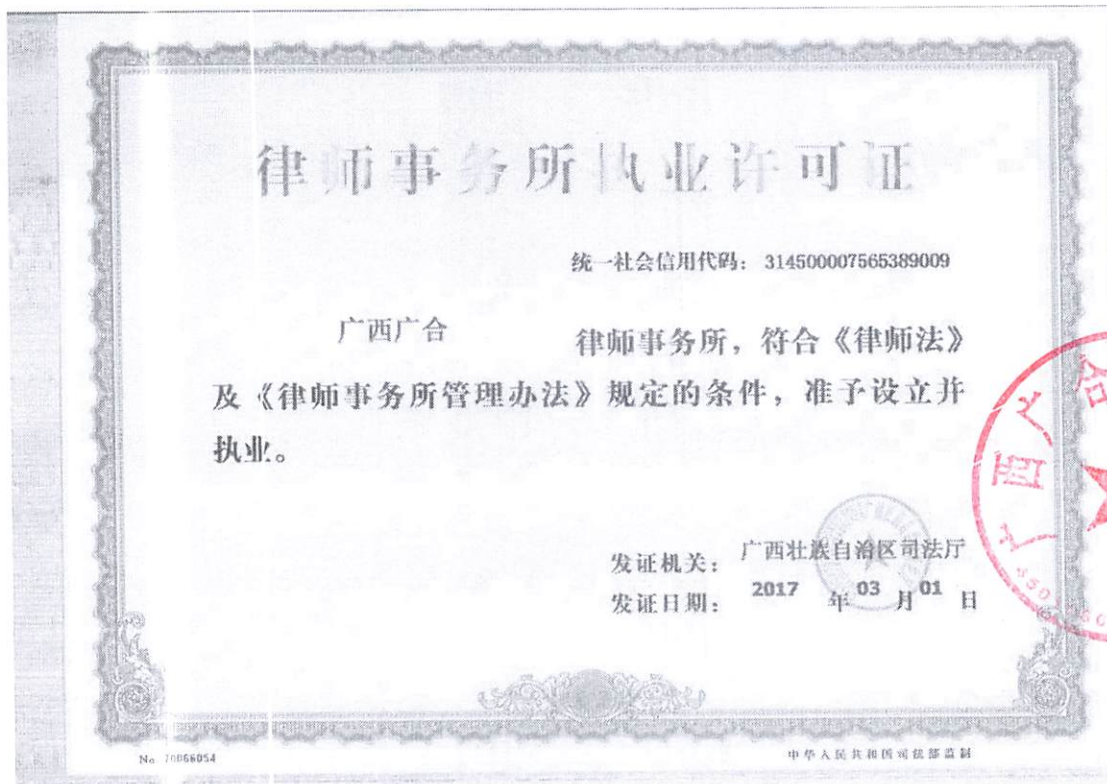 律师事务所执业许可证
统一社会信用代码：314500007565389009
广西广合 律师事务所，符合《律师法》
及《律师事务所管理办法》规定的条件，准予设立并
执业。
发证机关：广西壮族自治区司法厅
发证日期：2017 年 03 月 01 日
广西广合
No. 70066054
中华人民共和国司法部监制